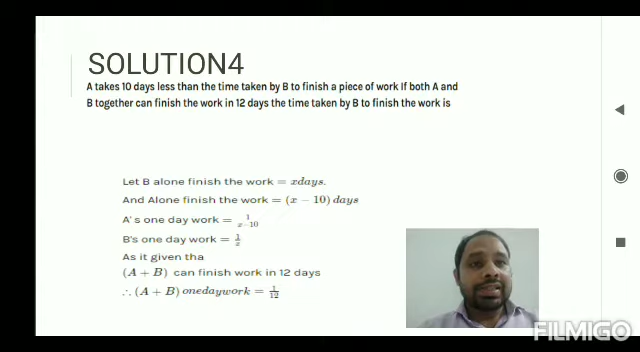 SOLUTION4
A takes 10 days less than the time taken by B to finish a piece of work If both A and
B together can finish the work in 12 days the time taken by B to finish the work is
Let B alone finish the work = x days.
And Alone finish the work = (x − 10) days
A' s one day work = 1/(x−10)
B's one day work = 1/x
As it given tha
(A + B) can finish work in 12 days
∴ (A + B) onedaywork = 1/12
FILMIGO